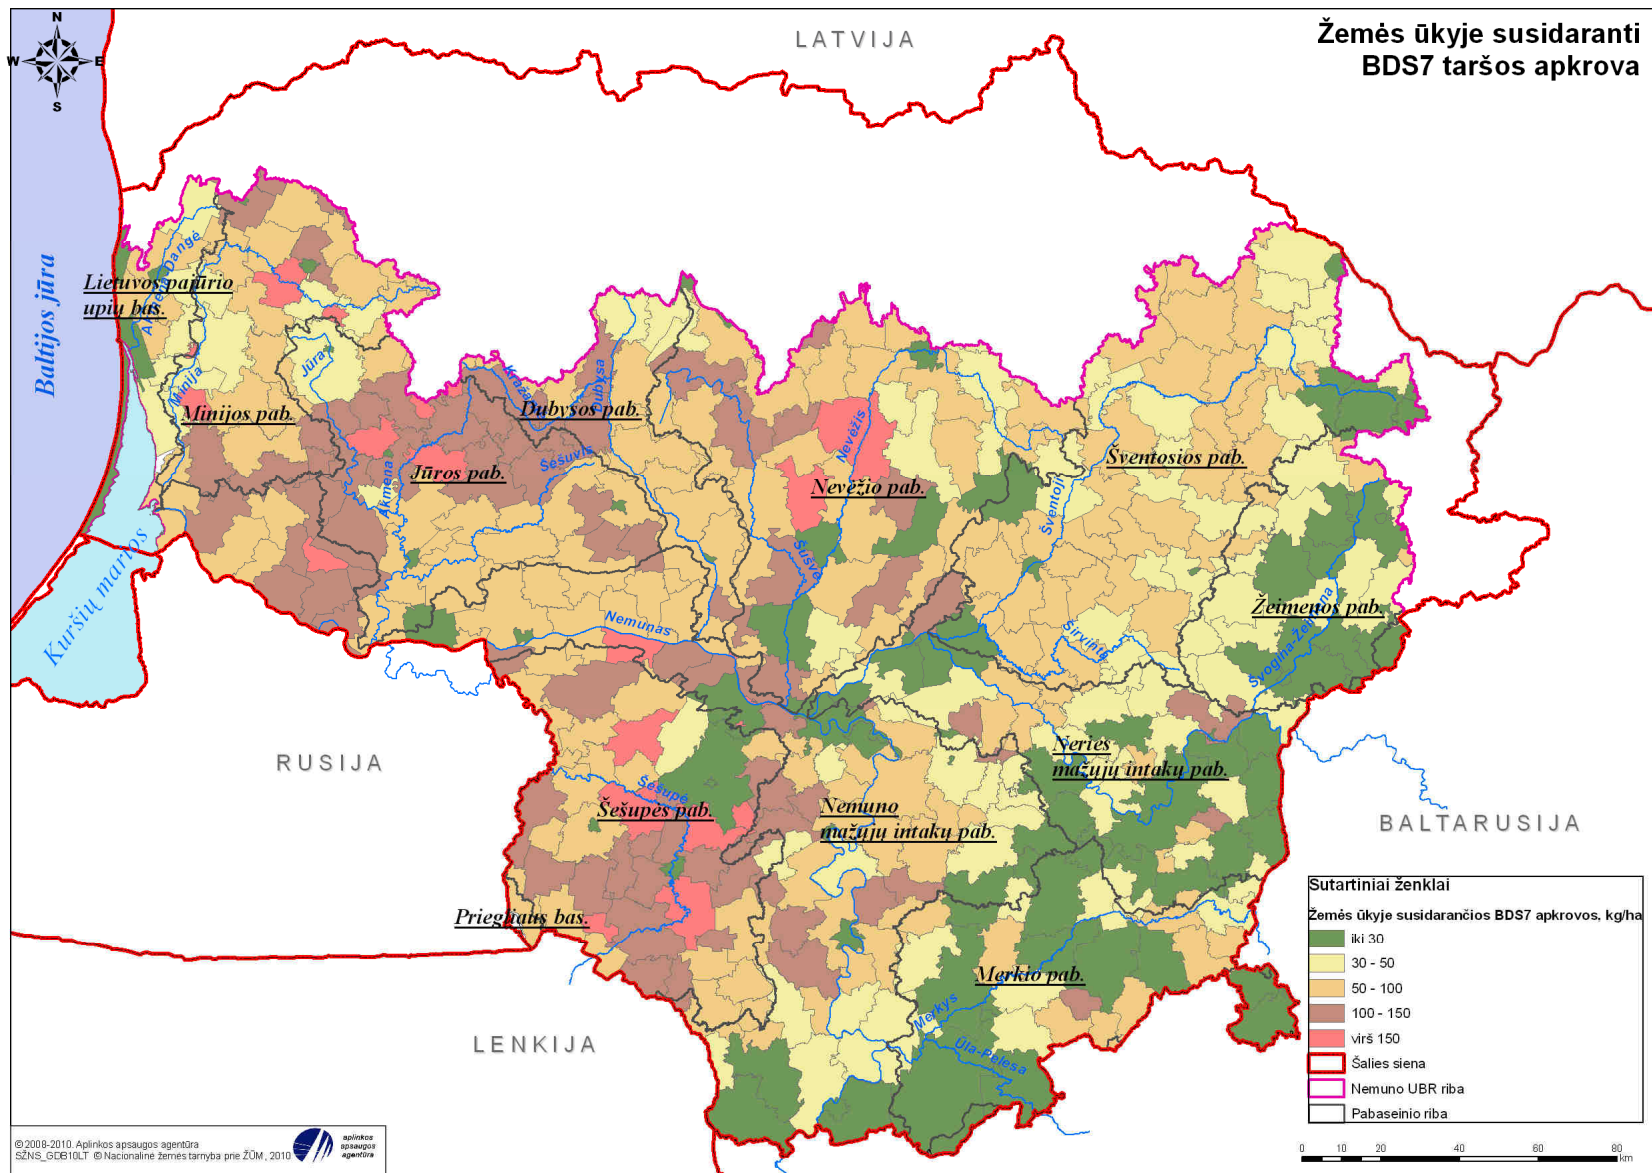 Žemės ūkyje susidaranti
BDS7 taršos apkrova
N
W
E
S
LATVIJA
Baltijos jūra
Kuršių marios
RUSIJA
LENKIJA
BALTARUSIJA
Lietuvos pajūrio
upių bas.
Dangė
Minija
Minijos pab.
Jūra
Jūros pab.
Akmena
Šešuvis
Dubysa
Dubysos pab.
Nevėžis
Nevėžio pab.
Šušvė
Šventosios pab.
Šventoji
Širvinta
Žeimenos pab.
Nemunas
Neries
mažųjų intakų pab.
Šešupė
Šešupės pab.
Nemuno
mažųjų intakų pab.
Priegliaus bas.
Merkio pab.
Merkys
Ūla-Pelesa
Sutartiniai ženklai
Žemės ūkyje susidarančios BDS7 apkrovos, kg/ha
iki 30
30 - 50
50 - 100
100 - 150
virš 150
Šalies siena
Nemuno UBR riba
Pabaseinio riba
0 10 20 40 60 80
km
© 2008-2010. Aplinkos apsaugos agentūra
SŽNS_GDB10LT © Nacionalinė žemės tarnyba prie ŽŪM, 2010
aplinkos
apsaugos
agentūra